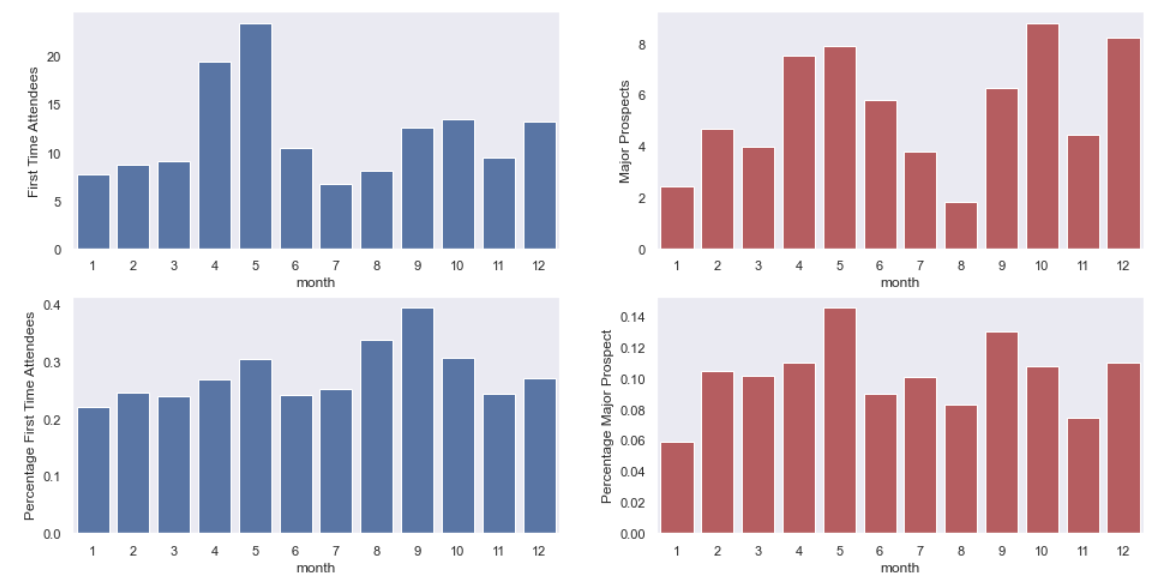 First Time Attendees
20
15
10
5
0
1 2 3 4 5 6 7 8 9 10 11 12
month
Major Prospects
8
6
4
2
0
1 2 3 4 5 6 7 8 9 10 11 12
month
Percentage First Time Attendees
0.4
0.3
0.2
0.1
0.0
1 2 3 4 5 6 7 8 9 10 11 12
month
Percentage Major Prospect
0.14
0.12
0.10
0.08
0.06
0.04
0.02
0.00
1 2 3 4 5 6 7 8 9 10 11 12
month